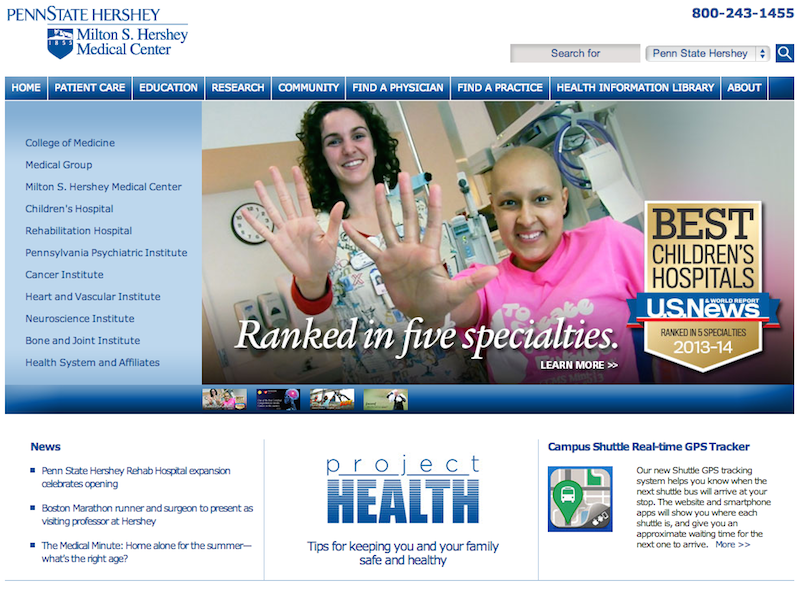 PENNSTATE HERSHEY
Milton S. Hershey
Medical Center
1855
800-243-1455
Search for
Penn State Hershey
HOME
PATIENT CARE
EDUCATION
RESEARCH
COMMUNITY
FIND A PHYSICIAN
FIND A PRACTICE
HEALTH INFORMATION LIBRARY
ABOUT
College of Medicine
Medical Group
Milton S. Hershey Medical Center
Children's Hospital
Rehabilitation Hospital
Pennsylvania Psychiatric Institute
Cancer Institute
Heart and Vascular Institute
Neuroscience Institute
Bone and Joint Institute
Health System and Affiliates
Ranked in five specialties.
LEARN MORE >>
BEST
CHILDREN'S
HOSPITALS
U.S.News & WORLD REPORT
RANKED IN 5 SPECIALTIES
2013-14
News
Penn State Hershey Rehab Hospital expansion
celebrates opening
Boston Marathon runner and surgeon to present as
visiting professor at Hershey
The Medical Minute: Home alone for the summer—
what's the right age?
project
HEALTH
Tips for keeping you and your family
safe and healthy
Campus Shuttle Real-time GPS Tracker
Our new Shuttle GPS tracking
system helps you know when the
next shuttle bus will arrive at your
stop. The website and smartphone
apps will show you where each
shuttle is, and give you an
approximate waiting time for the
next one to arrive. More >>